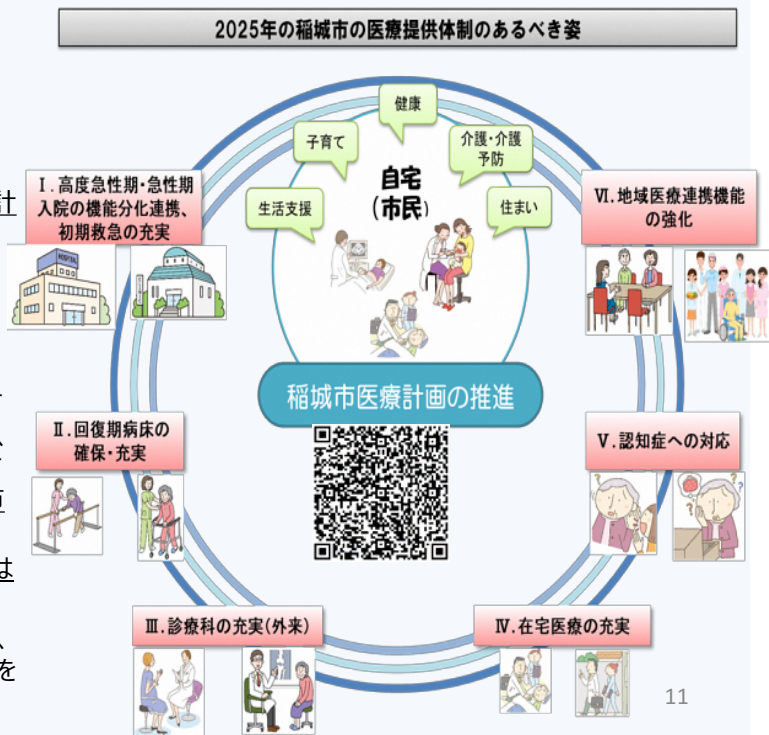 2025年の稲城市の医療提供体制のあるべき姿
健康
子育て
介護・介護
予防
生活支援
住まい
自宅
(市民)
計
Ⅰ.高度急性期・急性期
入院の機能分化連携、
初期救急の充実
HOSPITAL
Ⅵ.地域医療連携機能
の強化
稲城市医療計画の推進
Ⅱ.回復期病床の
確保・充実
Ⅴ.認知症への対応
は
Ⅲ.診療科の充実(外来)
Ⅳ.在宅医療の充実
、
を
11